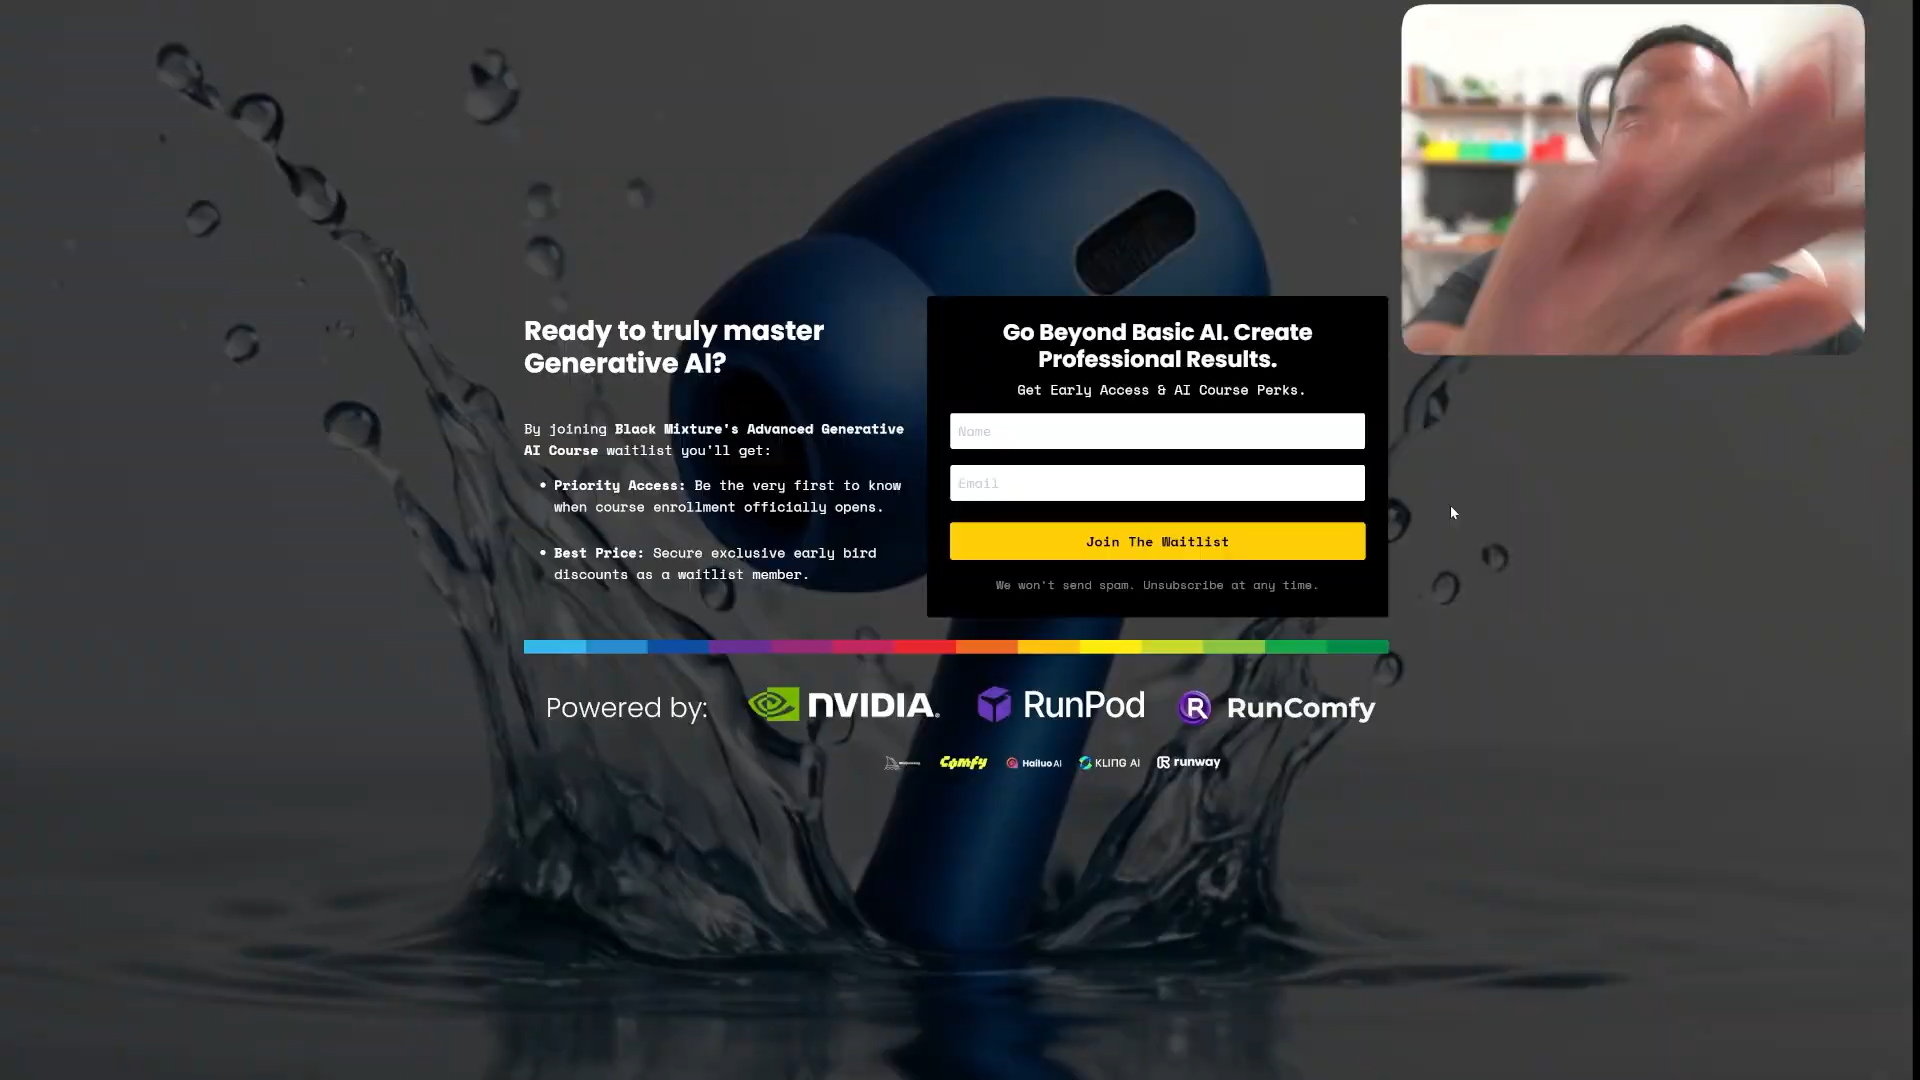 Ready to truly master
Generative AI?
By joining Black Mixture's Advanced Generative
AI Course waitlist you'll get:
• Priority Access: Be the very first to know
when course enrollment officially opens.
• Best Price: Secure exclusive early bird
discounts as a waitlist member.
Go Beyond Basic AI. Create
Professional Results.
Get Early Access & AI Course Perks.
Name
Email
Join The Waitlist
We won't send spam. Unsubscribe at any time.
Powered by: NVIDIA. RunPod R RunComfy
Comfy Hailuo AI KLING AI runway